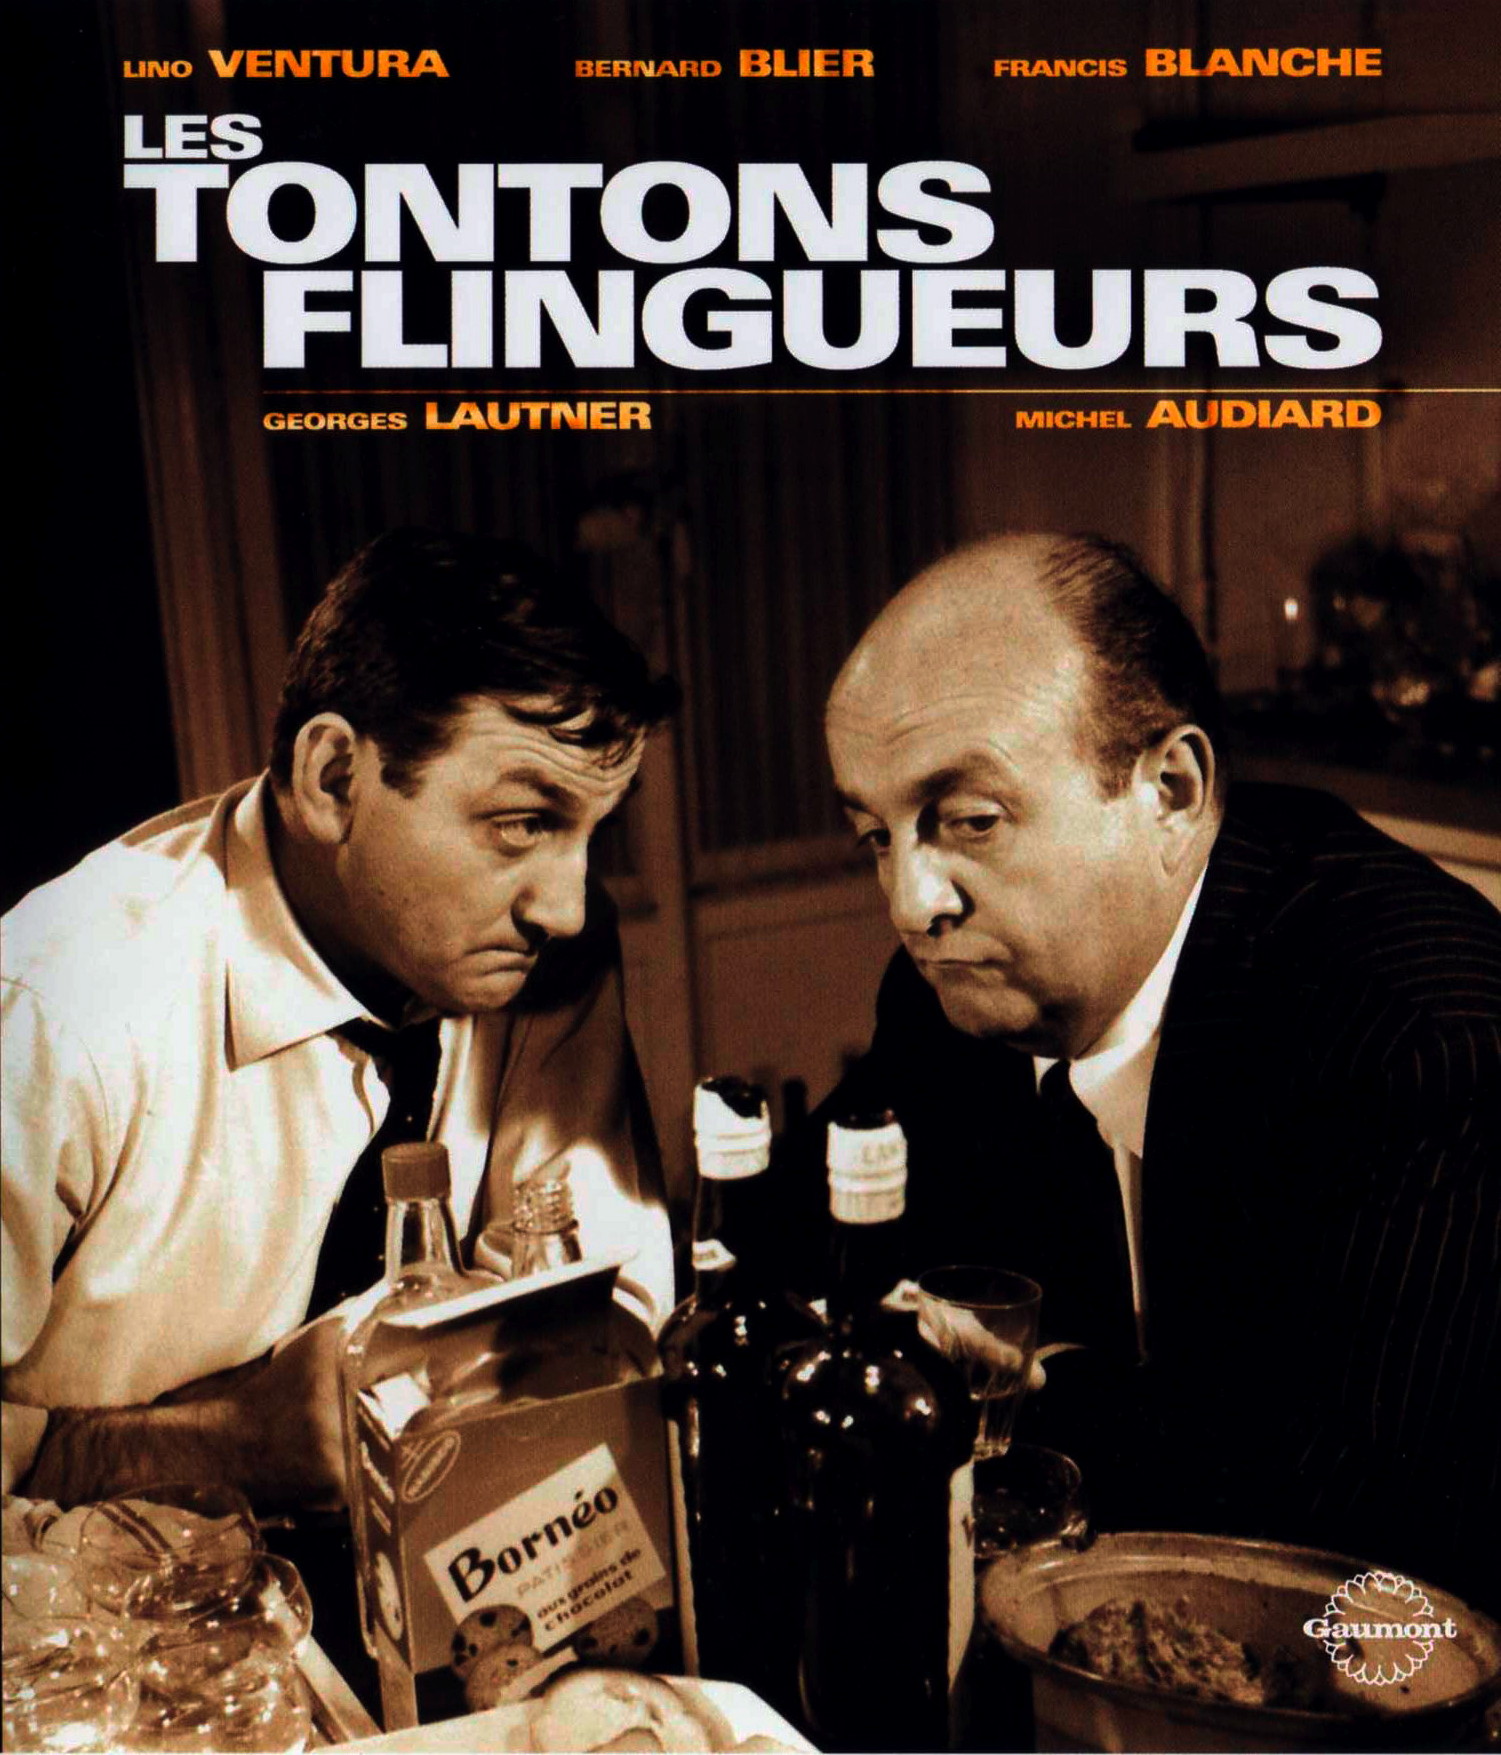 LINO VENTURA BERNARD BLIER FRANCIS BLANCHE
LES
TONTONS
FLINGUEURS
GEORGES LAUTNER MICHEL AUDIARD
Bornéo
PATISSIER
aux grains de
chocolat
Gaumont